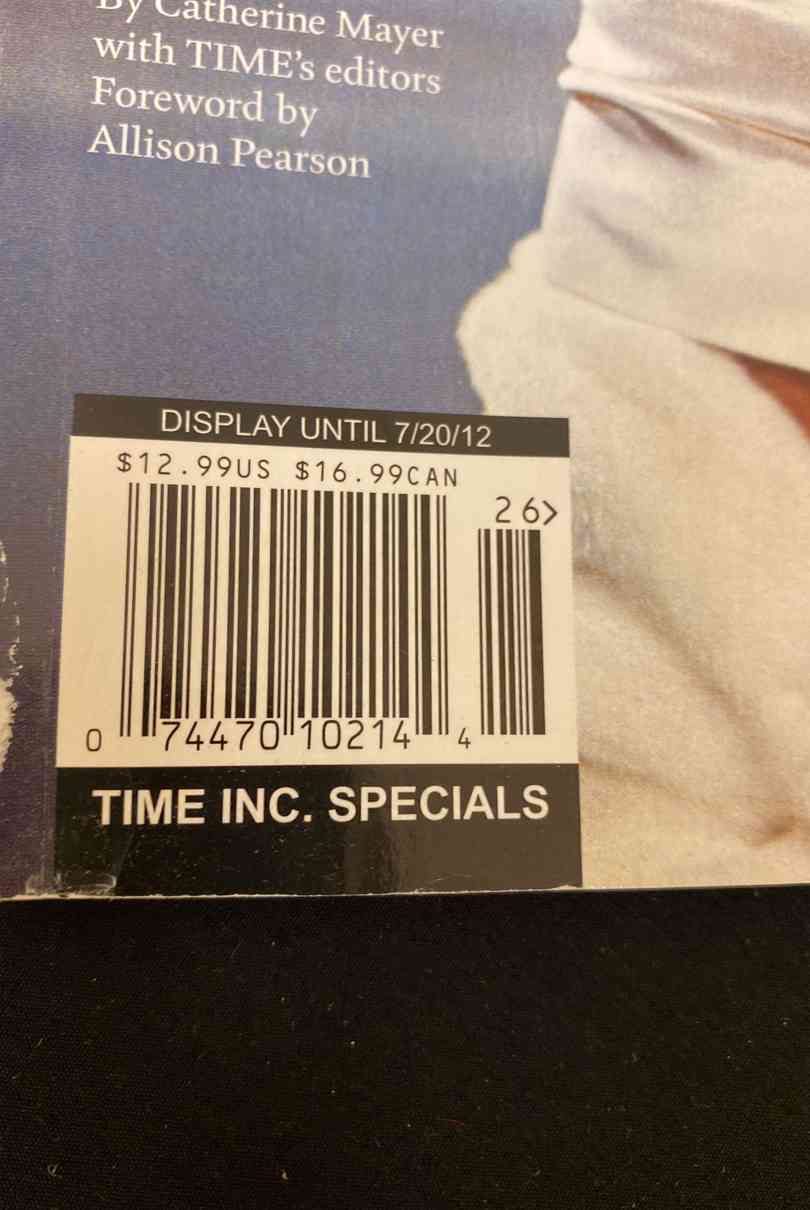 By Catherine Mayer
with TIME's editors
Foreword by
Allison Pearson
DISPLAY UNTIL 7/20/12
$12.99US $16.99CAN
26>
0 74470 10214 4
TIME INC. SPECIALS